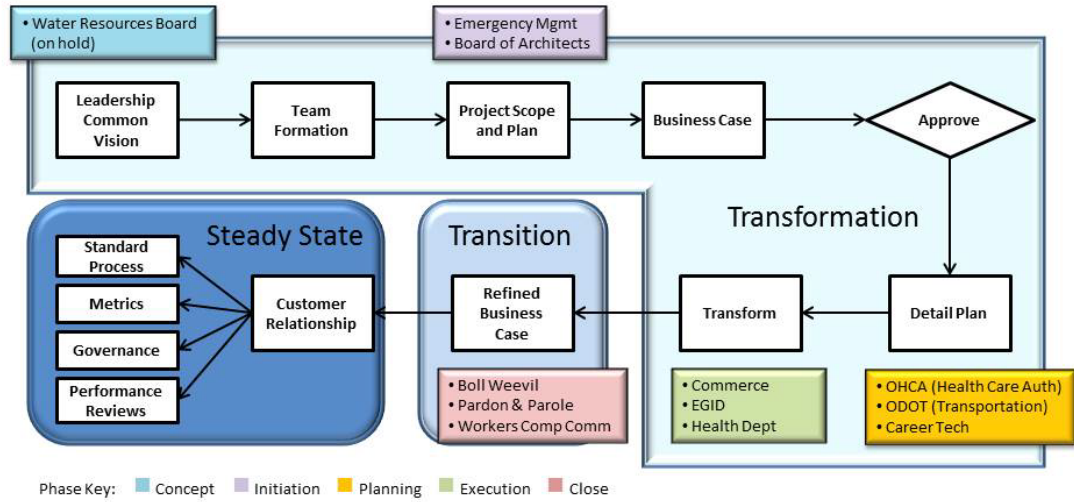 • Water Resources Board
(on hold)
• Emergency Mgmt
• Board of Architects
Leadership
Common
Vision
Team
Formation
Project Scope
and Plan
Business Case
Approve
Transformation
Steady State
Transition
Standard
Process
Metrics
Governance
Performance
Reviews
Customer
Relationship
Refined
Business
Case
Transform
Detail Plan
• Boll Weevil
• Pardon & Parole
• Workers Comp Comm
• Commerce
• EGID
• Health Dept
• OHCA (Health Care Auth)
• ODOT (Transportation)
• Career Tech
Phase Key: Concept Initiation Planning Execution Close